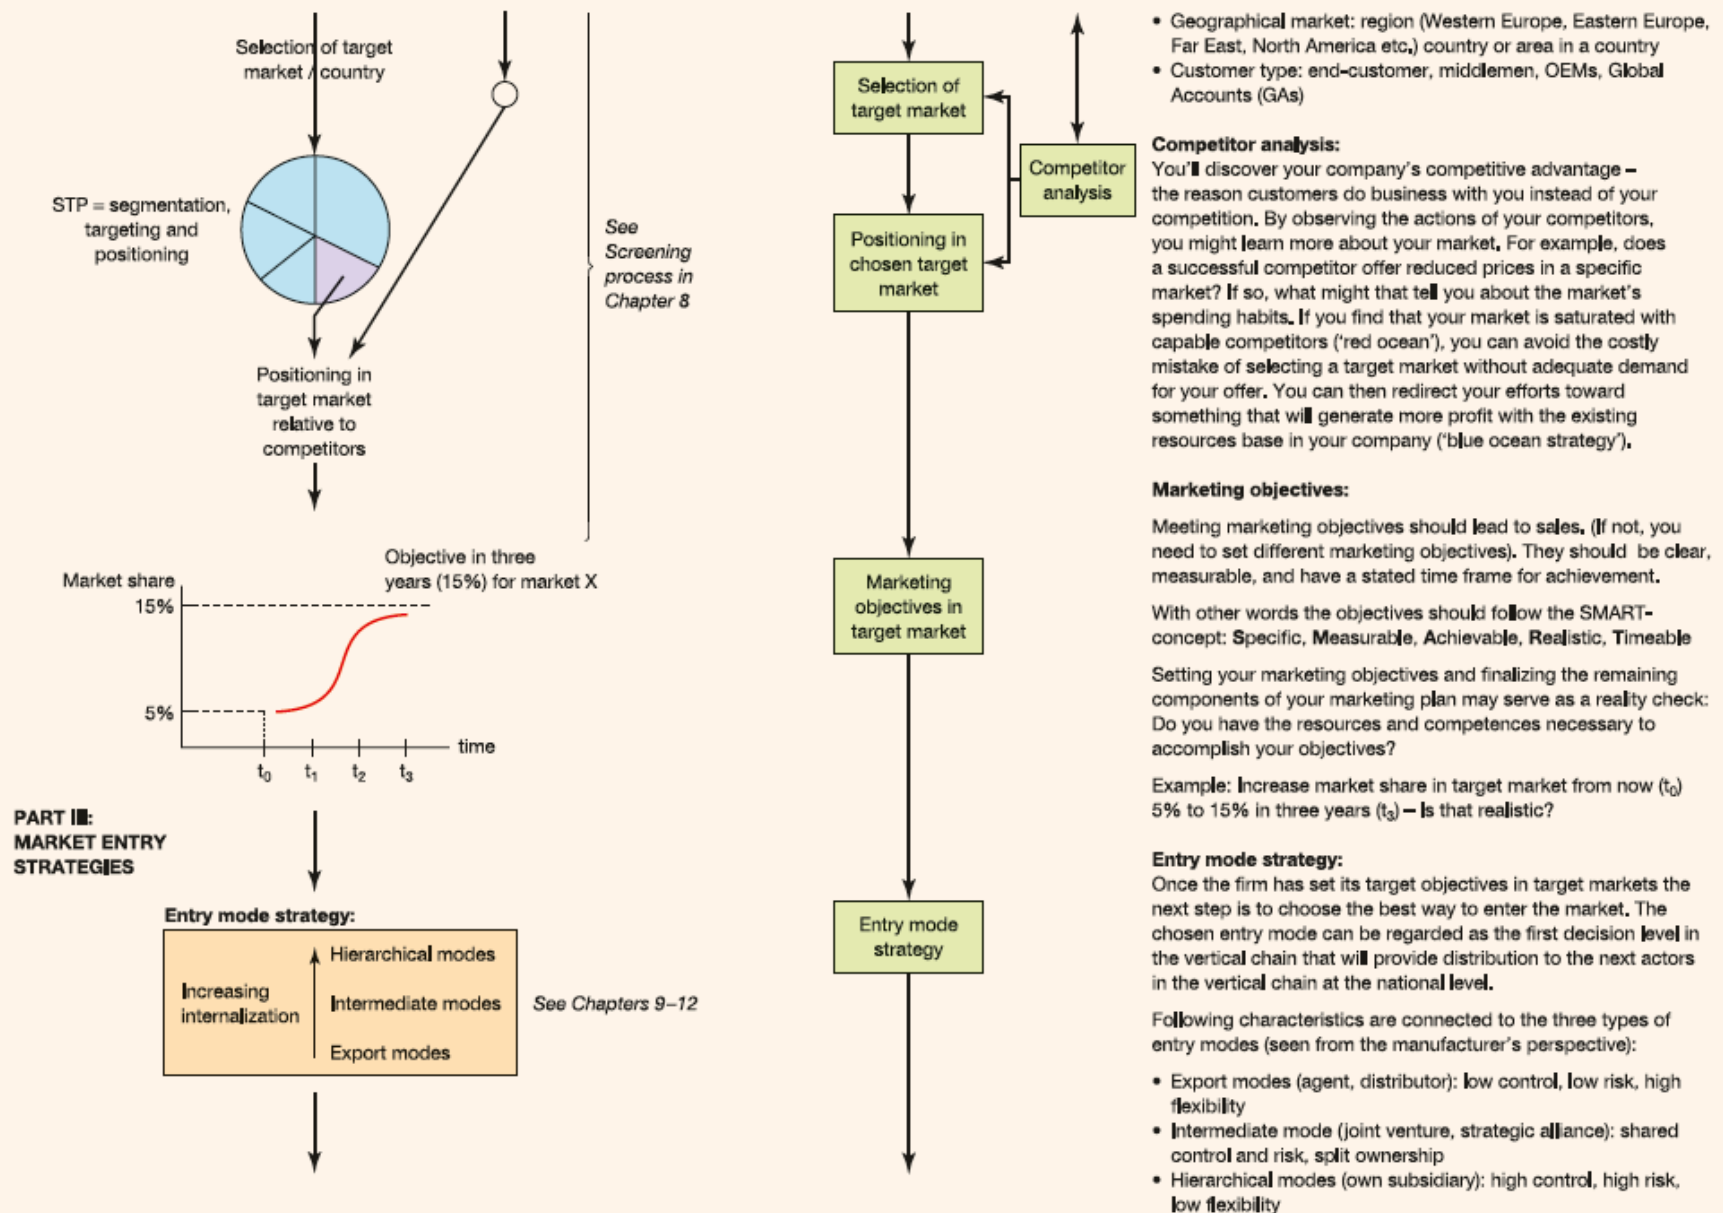 Selection of target
market / country
STP = segmentation,
targeting and
positioning
See
Screening
process in
Chapter 8
Positioning in
target market
relative to
competitors
Objective in three
years (15%) for market X
Market share
15%
5%
time
t₀ t₁ t₂ t₃
PART III:
MARKET ENTRY
STRATEGIES
Entry mode strategy:
Hierarchical modes
Increasing
internalization
Intermediate modes
Export modes
See Chapters 9–12
Selection of
target market
Competitor
analysis
Positioning in
chosen target
market
Marketing
objectives in
target market
Entry mode
strategy
• Geographical market: region (Western Europe, Eastern Europe,
Far East, North America etc.) country or area in a country
• Customer type: end-customer, middlemen, OEMs, Global
Accounts (GAs)
Competitor analysis:
You'll discover your company's competitive advantage –
the reason customers do business with you instead of your
competition. By observing the actions of your competitors,
you might learn more about your market. For example, does
a successful competitor offer reduced prices in a specific
market? If so, what might that tell you about the market's
spending habits. If you find that your market is saturated with
capable competitors ('red ocean'), you can avoid the costly
mistake of selecting a target market without adequate demand
for your offer. You can then redirect your efforts toward
something that will generate more profit with the existing
resources base in your company ('blue ocean strategy').
Marketing objectives:
Meeting marketing objectives should lead to sales. (If not, you
need to set different marketing objectives). They should be clear,
measurable, and have a stated time frame for achievement.
With other words the objectives should follow the SMART-
concept: Specific, Measurable, Achievable, Realistic, Timeable
Setting your marketing objectives and finalizing the remaining
components of your marketing plan may serve as a reality check:
Do you have the resources and competences necessary to
accomplish your objectives?
Example: Increase market share in target market from now (t₀)
5% to 15% in three years (t₃) – Is that realistic?
Entry mode strategy:
Once the firm has set its target objectives in target markets the
next step is to choose the best way to enter the market. The
chosen entry mode can be regarded as the first decision level in
the vertical chain that will provide distribution to the next actors
in the vertical chain at the national level.
Following characteristics are connected to the three types of
entry modes (seen from the manufacturer's perspective):
• Export modes (agent, distributor): low control, low risk, high
flexibility
• Intermediate mode (joint venture, strategic alliance): shared
control and risk, split ownership
• Hierarchical modes (own subsidiary): high control, high risk,
low flexibility